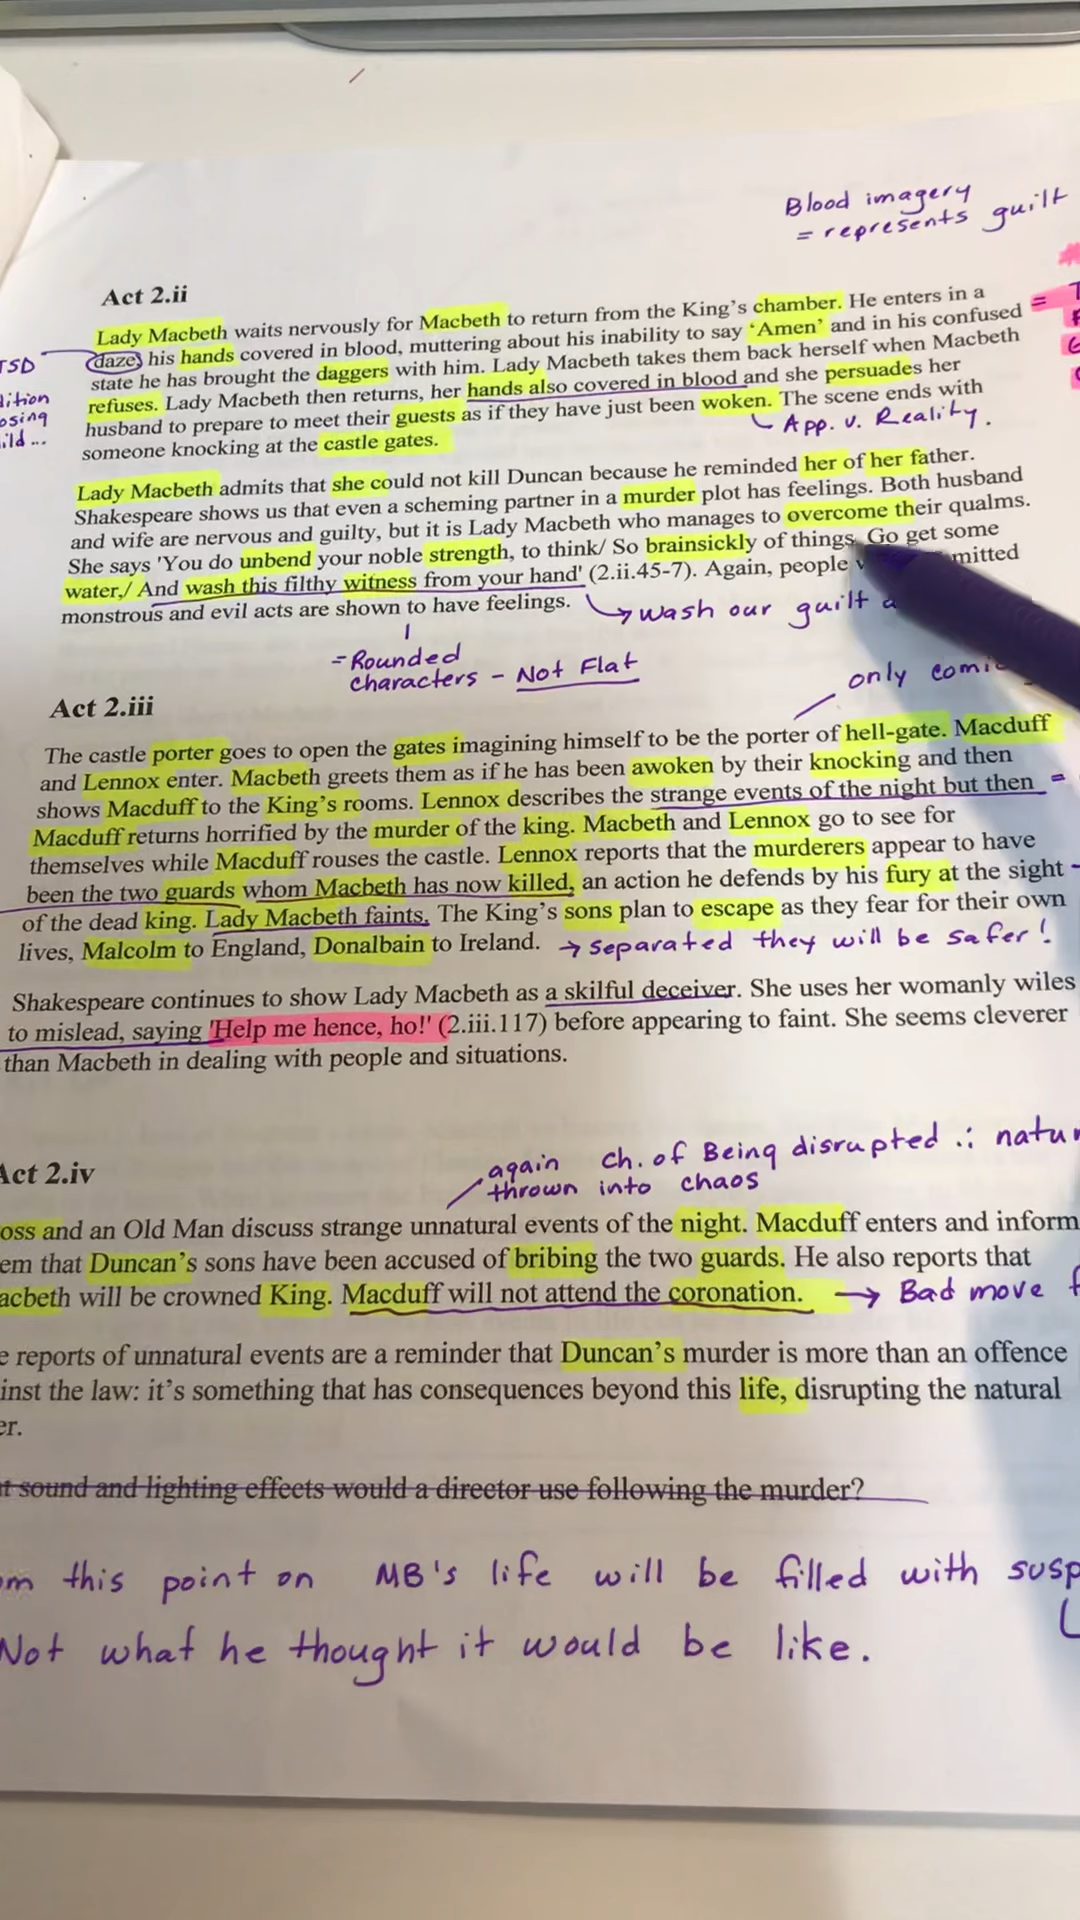 Blood imagery
= represents guilt
Act 2.ii
Lady Macbeth waits nervously for Macbeth to return from the King's chamber. He enters in a
daze, his hands covered in blood, muttering about his inability to say 'Amen' and in his confused
state he has brought the daggers with him. Lady Macbeth takes them back herself when Macbeth
refuses. Lady Macbeth then returns, her hands also covered in blood and she persuades her
husband to prepare to meet their guests as if they have just been woken. The scene ends with
someone knocking at the castle gates.
App. v. Reality.
Lady Macbeth admits that she could not kill Duncan because he reminded her of her father.
Shakespeare shows us that even a scheming partner in a murder plot has feelings. Both husband
and wife are nervous and guilty, but it is Lady Macbeth who manages to overcome their qualms.
She says 'You do unbend your noble strength, to think/ So brainsickly of things. Go get some
water,/ And wash this filthy witness from your hand' (2.ii.45-7). Again, people mitted
monstrous and evil acts are shown to have feelings.
→ wash our guilt
= Rounded
characters - Not Flat
only
Act 2.iii
The castle porter goes to open the gates imagining himself to be the porter of hell-gate. Macduff
and Lennox enter. Macbeth greets them as if he has been awoken by their knocking and then
shows Macduff to the King's rooms. Lennox describes the strange events of the night but then =
Macduff returns horrified by the murder of the king. Macbeth and Lennox go to see for
themselves while Macduff rouses the castle. Lennox reports that the murderers appear to have
been the two guards whom Macbeth has now killed, an action he defends by his fury at the sight
of the dead king. Lady Macbeth faints. The King's sons plan to escape as they fear for their own
lives, Malcolm to England, Donalbain to Ireland. → separated they will be safer!
Shakespeare continues to show Lady Macbeth as a skilful deceiver. She uses her womanly wiles
to mislead, saying 'Help me hence, ho!' (2.iii.117) before appearing to faint. She seems cleverer
than Macbeth in dealing with people and situations.
again ch. of Being disrupted ∴ natur
thrown into chaos
Act 2.iv
oss and an Old Man discuss strange unnatural events of the night. Macduff enters and inform
em that Duncan's sons have been accused of bribing the two guards. He also reports that
acbeth will be crowned King. Macduff will not attend the coronation. → Bad move f
e reports of unnatural events are a reminder that Duncan's murder is more than an offence
inst the law: it's something that has consequences beyond this life, disrupting the natural
er.
t sound and lighting effects would a director use following the murder?
om this point on MB's life will be filled with susp
Not what he thought it would be like.